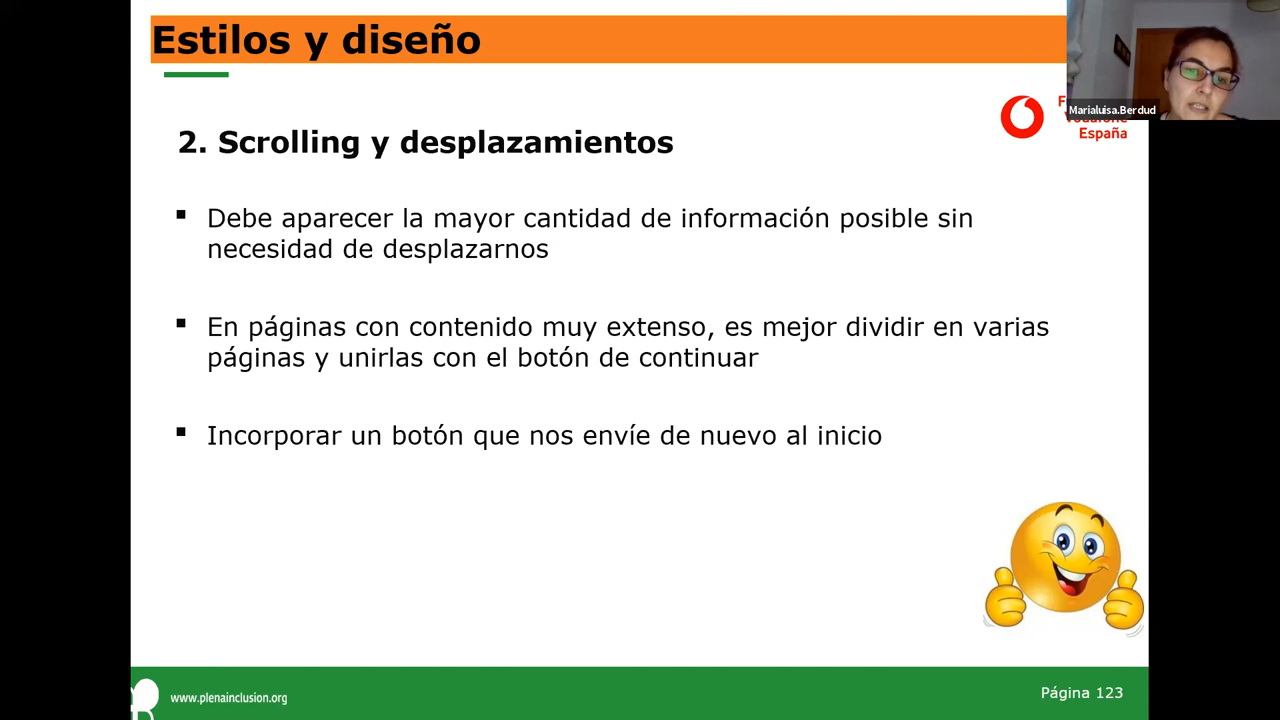 Estilos y diseño
Marialuisa.Berdud
España
2. Scrolling y desplazamientos
▪ Debe aparecer la mayor cantidad de información posible sin
necesidad de desplazarnos
▪ En páginas con contenido muy extenso, es mejor dividir en varias
páginas y unirlas con el botón de continuar
▪ Incorporar un botón que nos envíe de nuevo al inicio
www.plenainclusion.org
Página 123